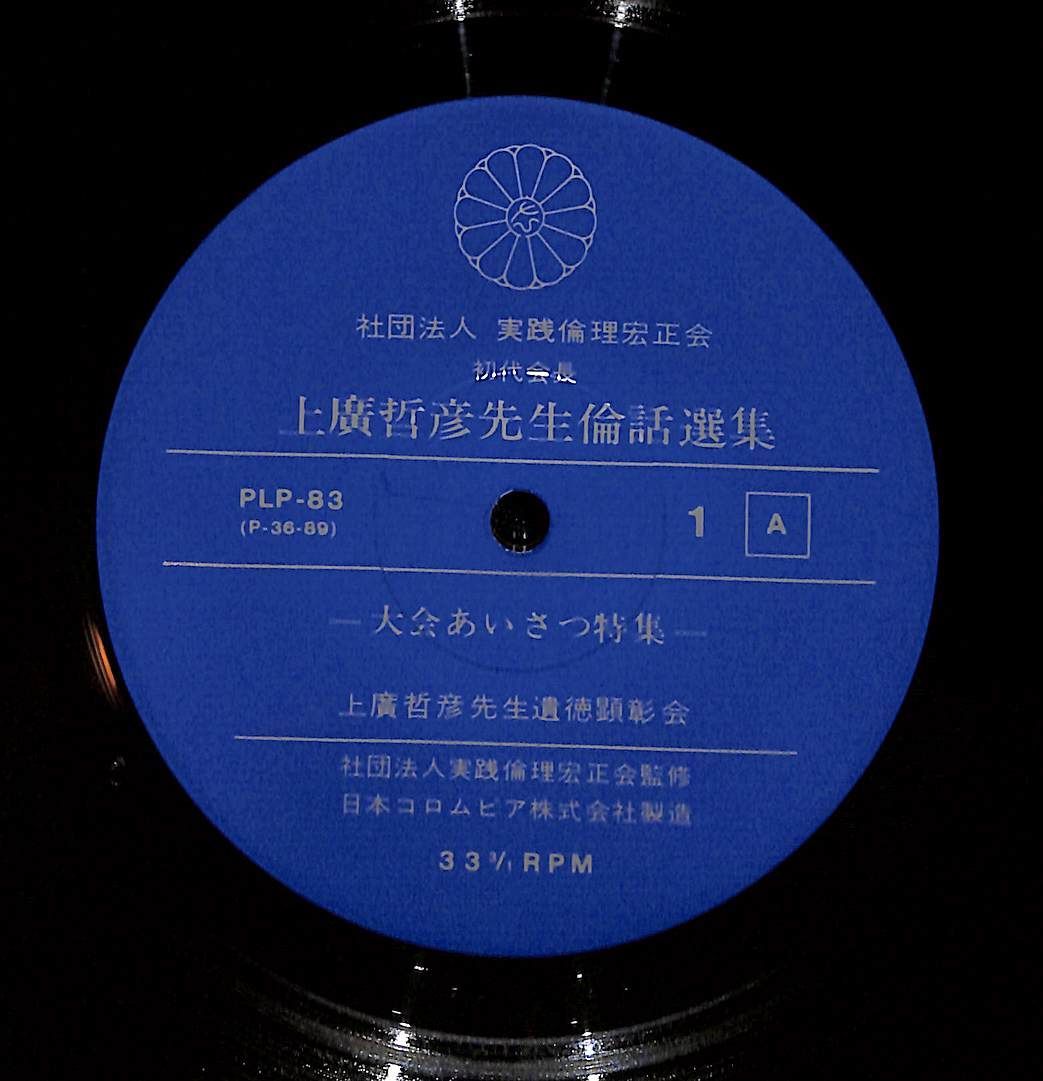 社団法人 実践倫理宏正会
初代会長
上廣哲彦先生倫話選集
PLP-83 1 A
(P-36-89)
—大会あいさつ特集—
上廣哲彦先生遺徳顕彰会
社団法人実践倫理宏正会監修
日本コロムビア株式会社製造
33 3/1 RPM